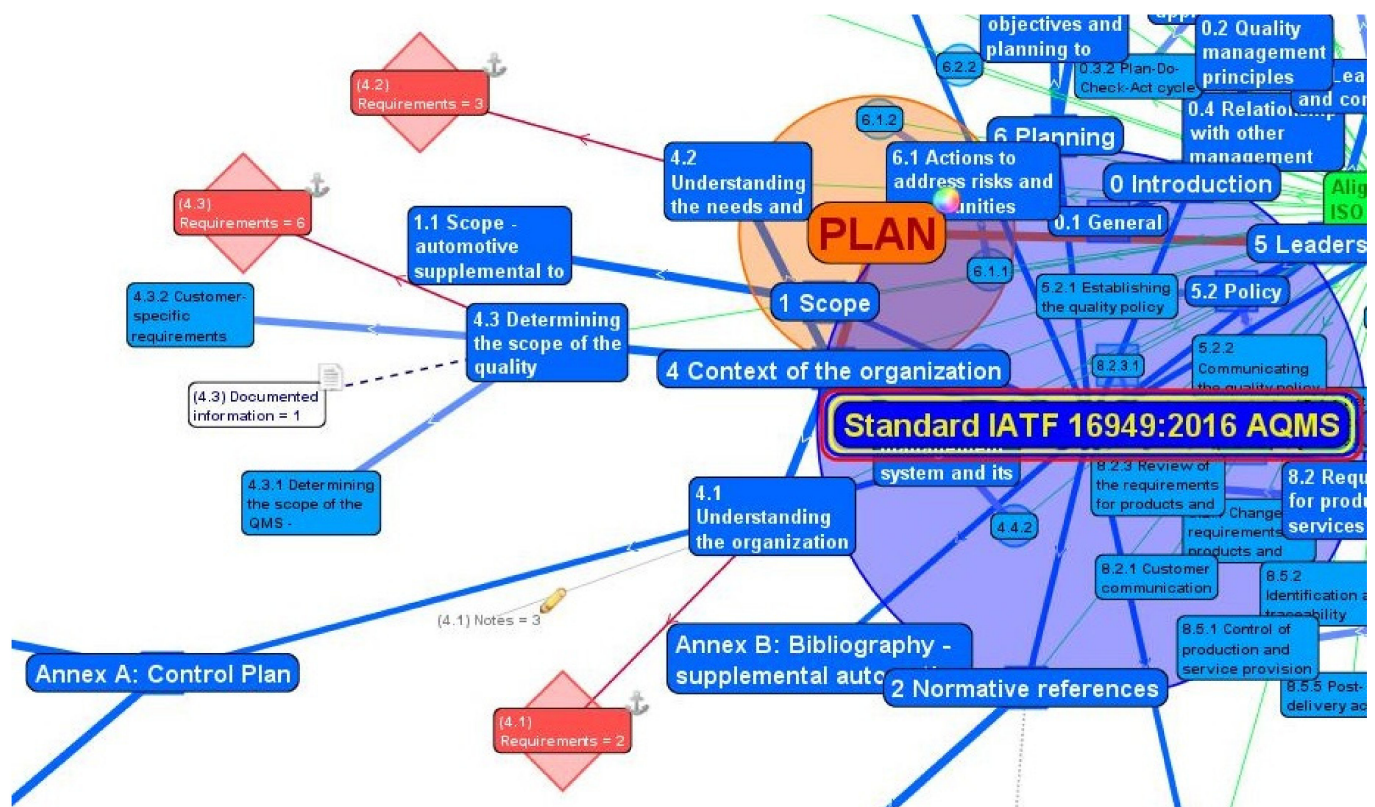 objectives and
planning to
0.2 Quality
management
principles
6.2.2
0.3.2 Plan-Do-
Check-Act cycle
(4.2)
Requirements = 3
and
0.4
with other
management
6.1.2
6 Planning
4.2
Understanding
the needs and
6.1 Actions to
address risks and
0 Introduction
(4.3)
Requirements = 6
1.1 Scope -
automotive
supplemental to
PLAN
0.1 General
ISO
5
6.1.1
4.3.2 Customer-
specific
requirements
1 Scope
5.2.1 Establishing
the quality policy
5.2 Policy
4.3 Determining
the scope of the
quality
4 Context of the organization
8.2.3.1
5.2.2
Communicating
the quality policy
(4.3) Documented
information = 1
Standard IATF 16949:2016 AQMS
system and its
4.3.1 Determining
the scope of the
QMS -
8.2.3 Review of
the requirements
for products and
8.2
for
services
4.1
Understanding
the organization
4.4.2
Change
requirements
products and
8.2.1 Customer
communication
8.5.2
Identification
traceability
(4.1) Notes = 3
Annex B: Bibliography -
supplemental
8.5.1 Control of
production and
service provision
Annex A: Control Plan
2 Normative references
8.5.5 Post-
delivery
(4.1)
Requirements = 2